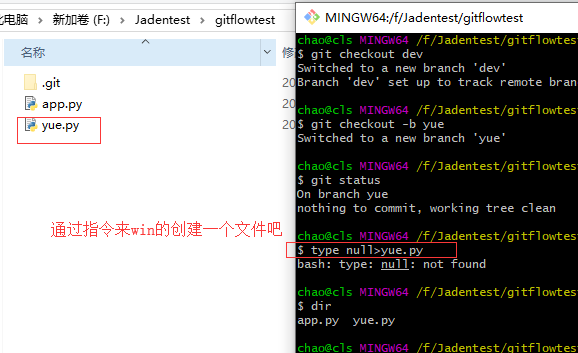 此电脑 › 新加卷 (F:) › Jadentest › gitflowtest
名称
修
.git
20
app.py
20
yue.py
20
通过指令来win的创建一个文件吧
MINGW64:/f/Jadentest/gitflowtest
chao@cls MINGW64 /f/Jadentest/gitflowtes
$ git checkout dev
Switched to a new branch 'dev'
Branch 'dev' set up to track remote bran
chao@cls MINGW64 /f/Jadentest/gitflowtes
$ git checkout -b yue
Switched to a new branch 'yue'
chao@cls MINGW64 /f/Jadentest/gitflowtes
$ git status
On branch yue
nothing to commit, working tree clean
chao@cls MINGW64 /f/Jadentest/gitflowtes
$ type null>yue.py
bash: type: null: not found
chao@cls MINGW64 /f/Jadentest/gitflowtes
$ dir
app.py  yue.py
chao@cls MINGW64 /f/Jadentest/gitflowtes